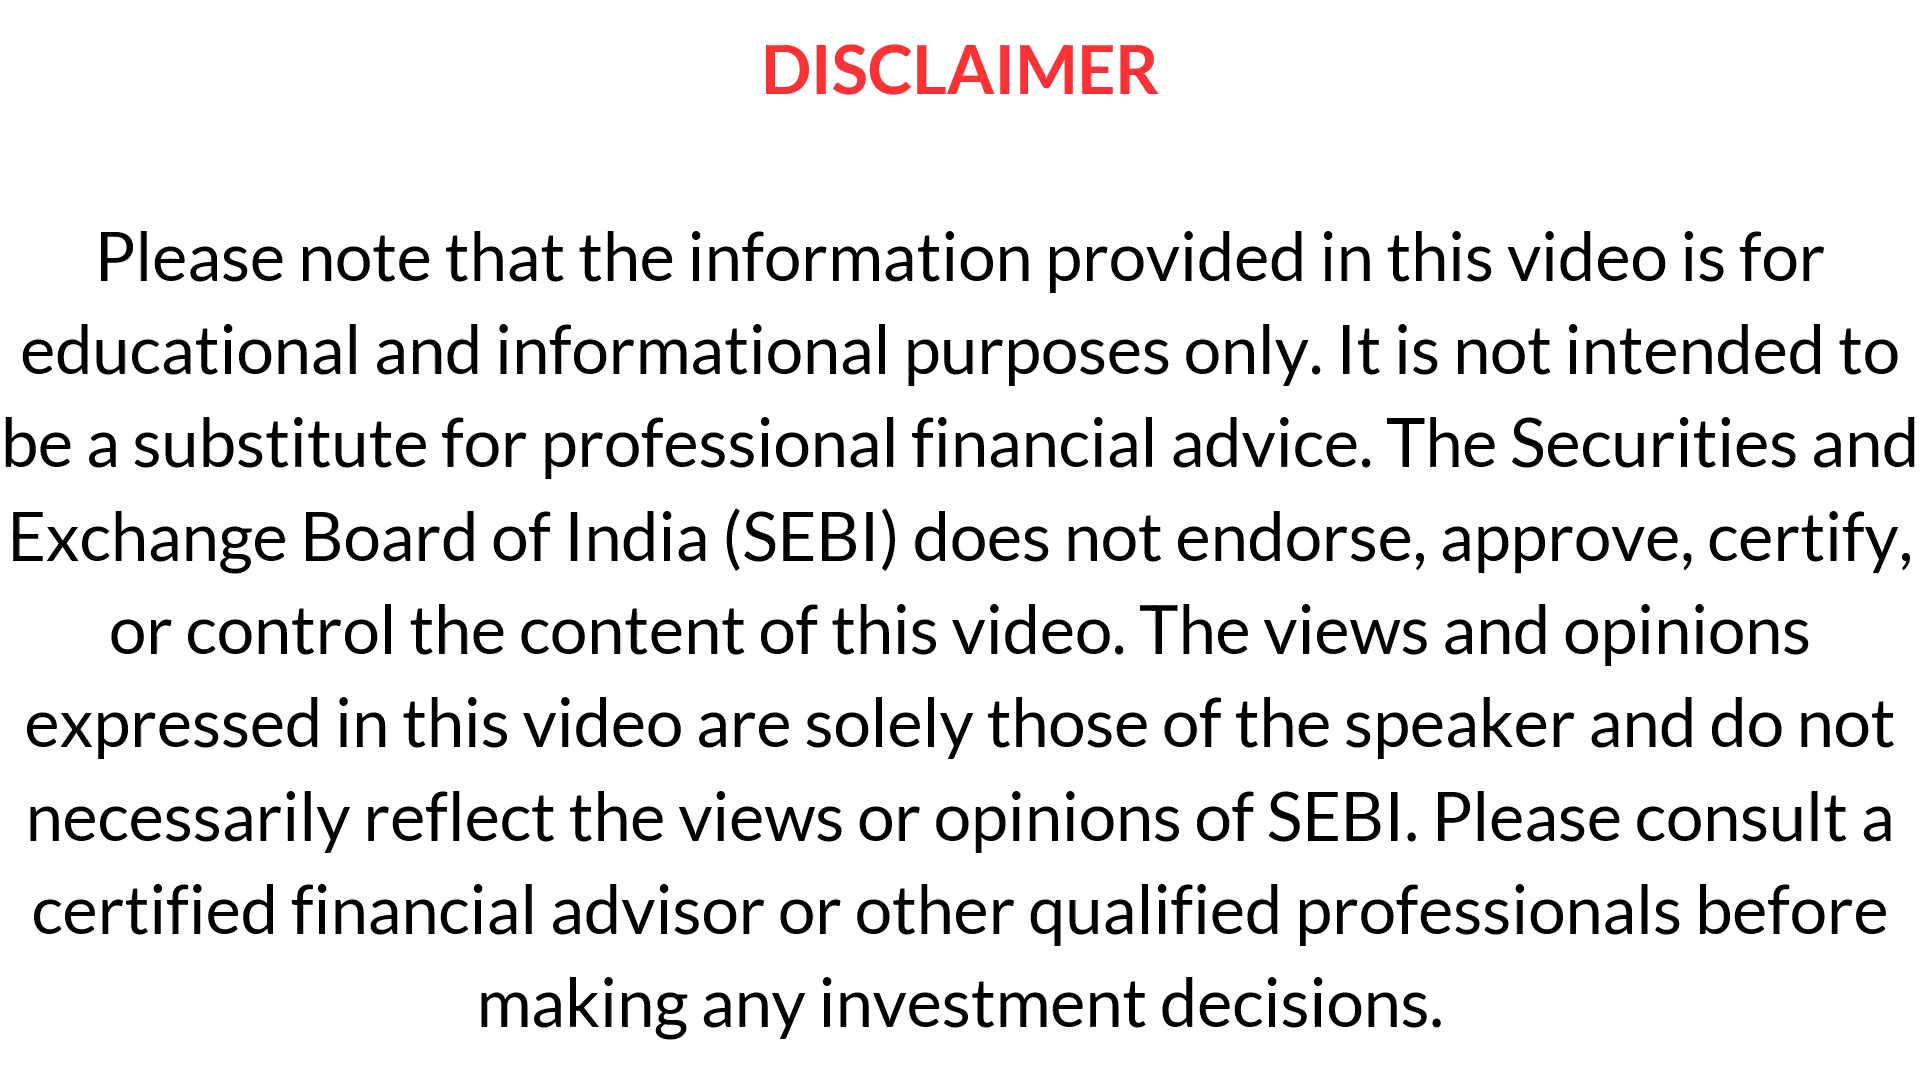 DISCLAIMER
Please note that the information provided in this video is for
educational and informational purposes only. It is not intended to
be a substitute for professional financial advice. The Securities and
Exchange Board of India (SEBI) does not endorse, approve, certify,
or control the content of this video. The views and opinions
expressed in this video are solely those of the speaker and do not
necessarily reflect the views or opinions of SEBI. Please consult a
certified financial advisor or other qualified professionals before
making any investment decisions.